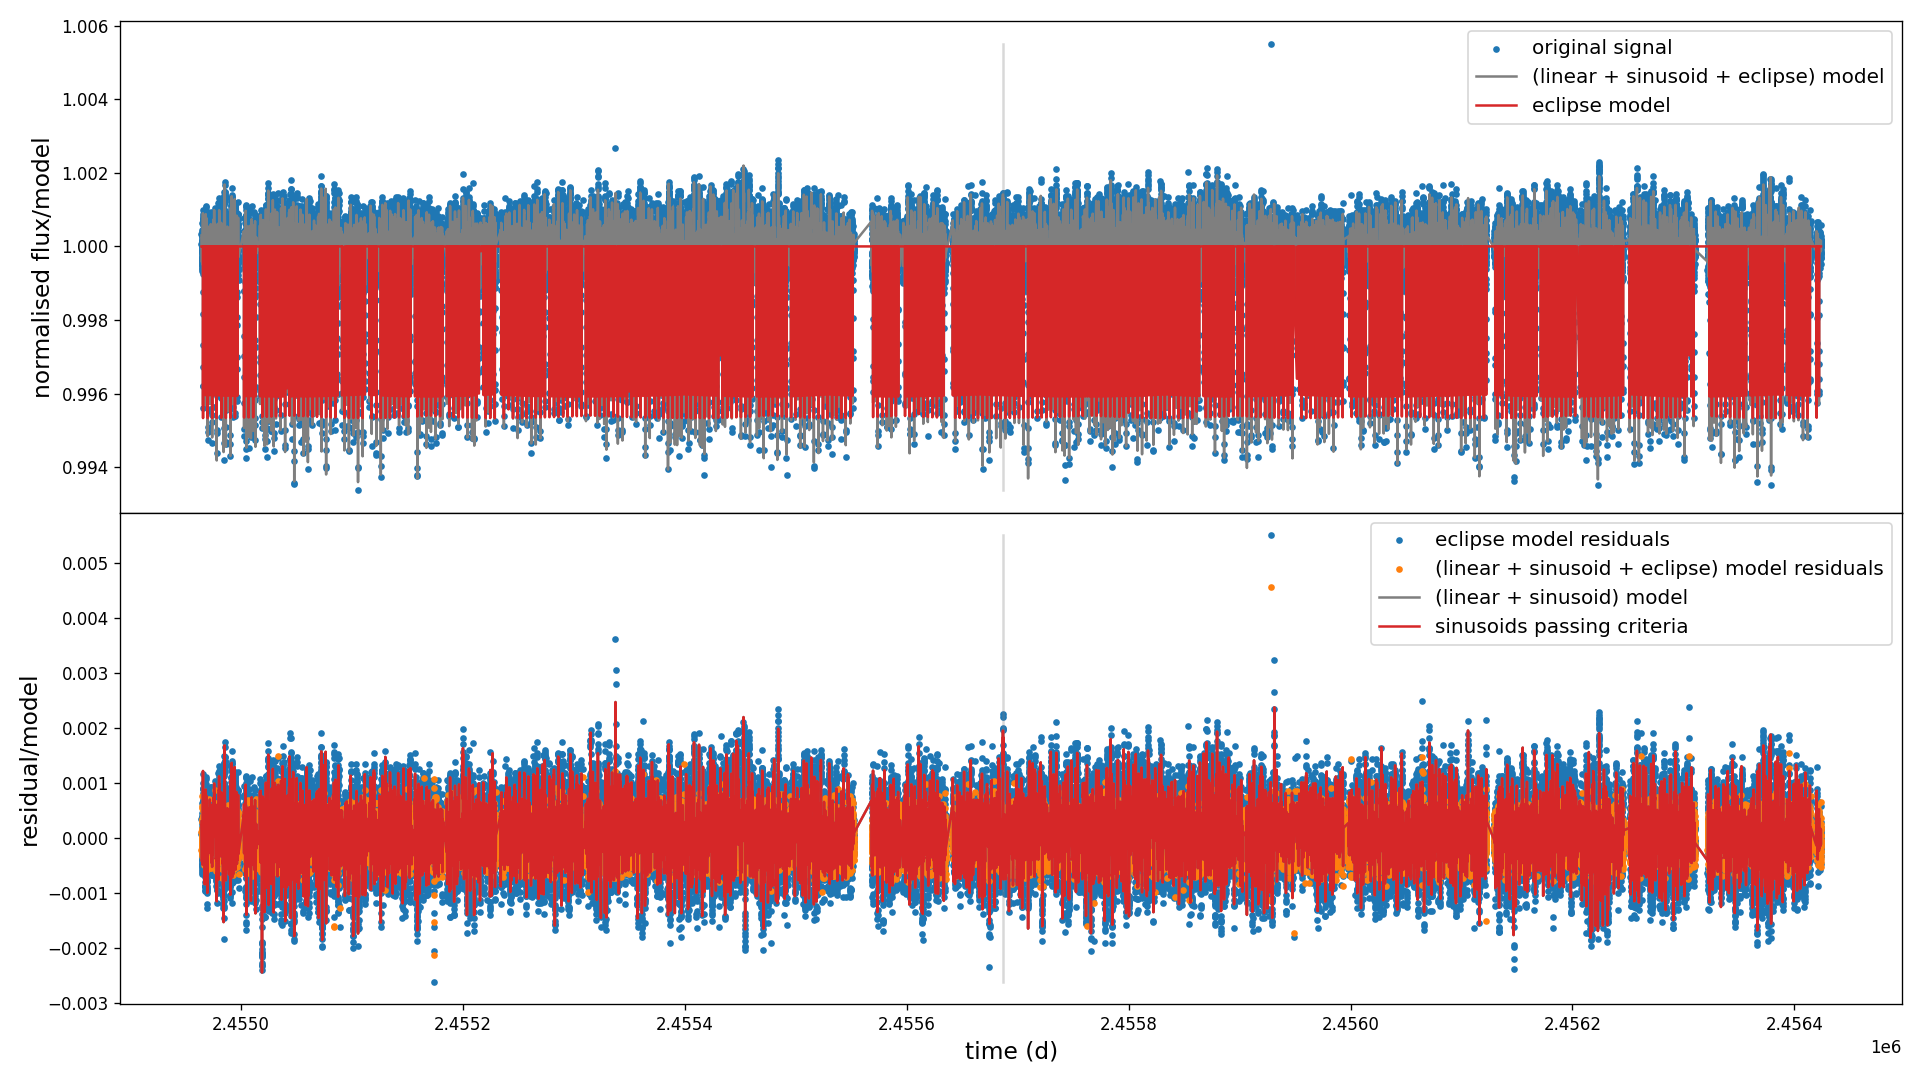 1.006
1.004
1.002
1.000
0.998
0.996
0.994
normalised flux/model
original signal
(linear + sinusoid + eclipse) model
eclipse model
0.005
0.004
0.003
0.002
0.001
0.000
−0.001
−0.002
−0.003
residual/model
eclipse model residuals
(linear + sinusoid + eclipse) model residuals
(linear + sinusoid) model
sinusoids passing criteria
2.4550 2.4552 2.4554 2.4556 2.4558 2.4560 2.4562 2.4564
1e6
time (d)